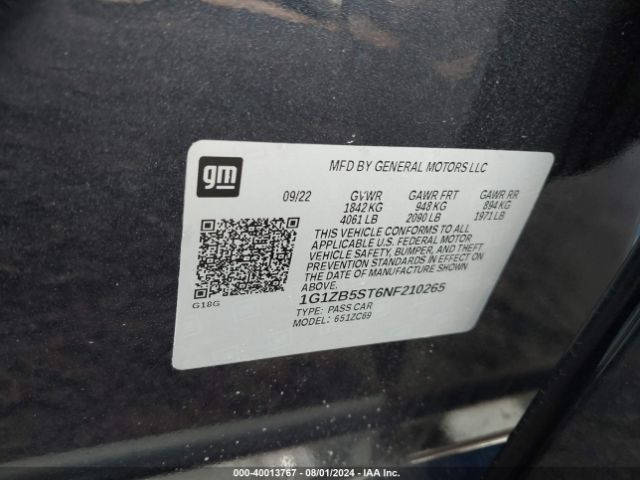 gm
MFD BY GENERAL MOTORS LLC
09/22 GVWR GAWR FRT GAWR RR
1842 KG 948 KG 894 KG
4061 LB 2090 LB 1971 LB
THIS VEHICLE CONFORMS TO ALL
APPLICABLE U.S. FEDERAL MOTOR
VEHICLE SAFETY, BUMPER, AND THEFT
PREVENTION STANDARDS IN EFFECT ON
THE DATE OF MANUFACTURE SHOWN
ABOVE.
G18G
1G1ZB5ST6NF210265
TYPE: PASS CAR
MODEL: 651ZC69
000-40013767 - 08/01/2024 - IAA Inc.